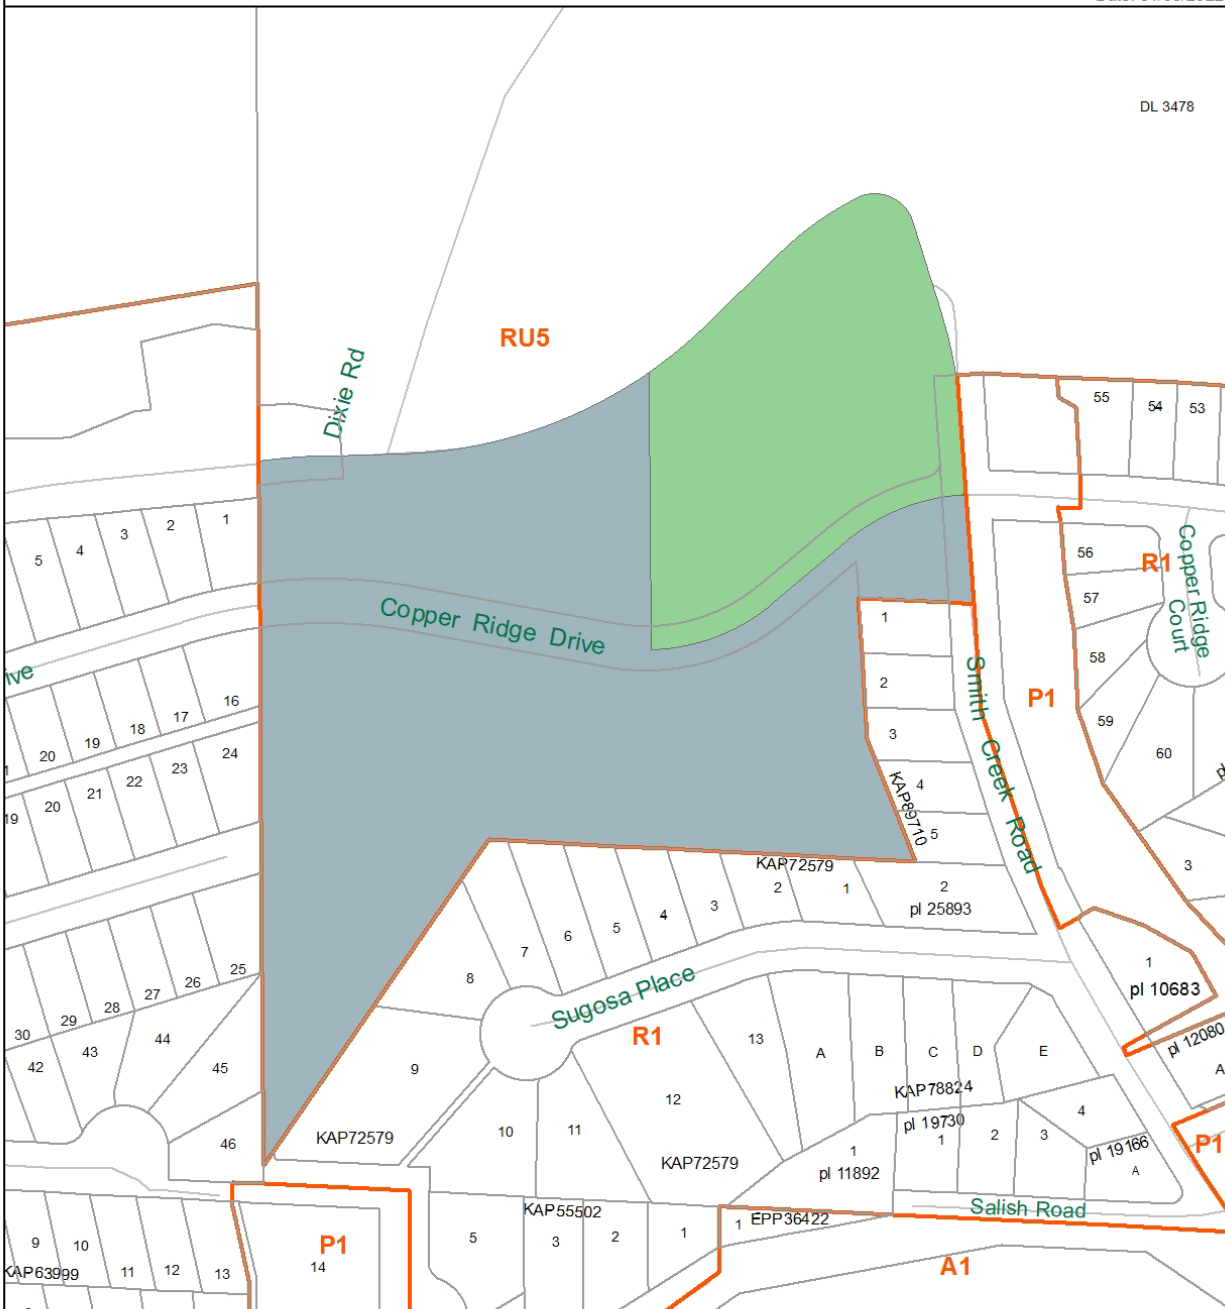 DL 3478
RU5
Dixie Rd
55
54
53
5
4
3
2
1
56
R1
Copper Ridge
Court
57
58
59
60
Copper Ridge Drive
1
2
3
4
5
KAP89710
Smith Creek Road
P1
16
17
18
19
20
24
23
22
21
20
19
KAP72579
2
1
3
4
5
6
7
8
2
pl 25893
3
1
pl 10683
pl 12080
A
25
26
27
28
29
30
42
43
44
45
46
Sugosa Place
R1
13
A
B
C
D
E
KAP78824
9
10
11
12
KAP72579
KAP72579
pl 19730
1
2
3
4
pl 19166
A
1
pl 11892
P1
Salish Road
KAP55502
5
3
2
1
1
EPP36422
A1
P1
14
9
10
11
12
13
KAP63999